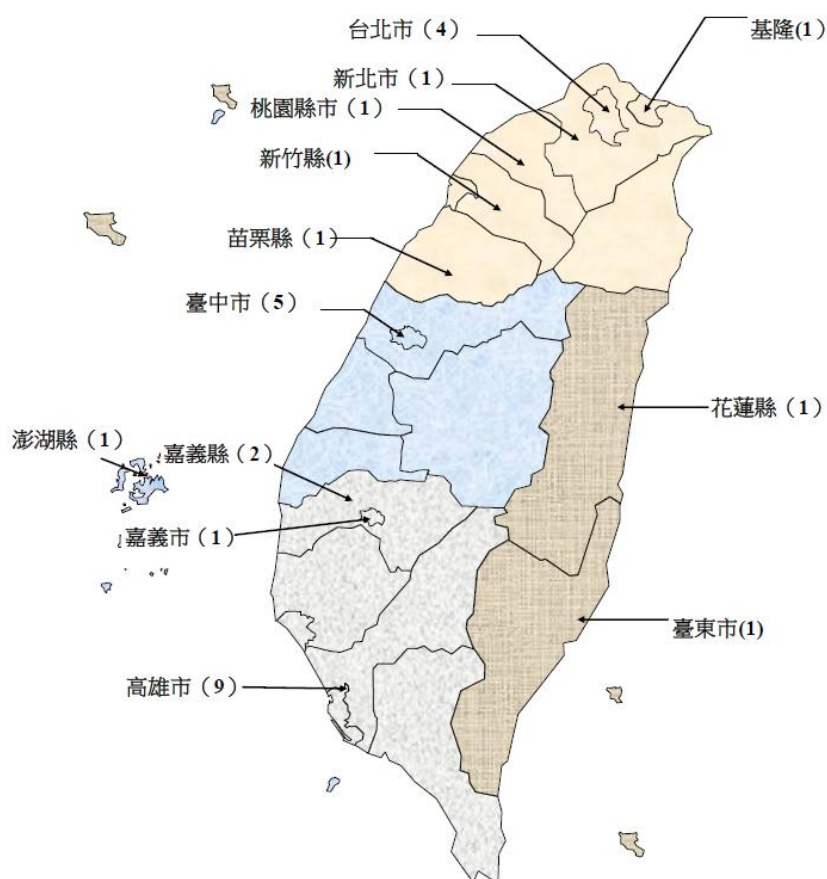 台北市（4）
基隆(1)
新北市（1）
桃園縣市（1）
新竹縣(1)
苗栗縣（1）
臺中市（5）
花蓮縣（1）
澎湖縣（1）
嘉義縣（2）
嘉義市（1）
臺東市(1)
高雄市（9）